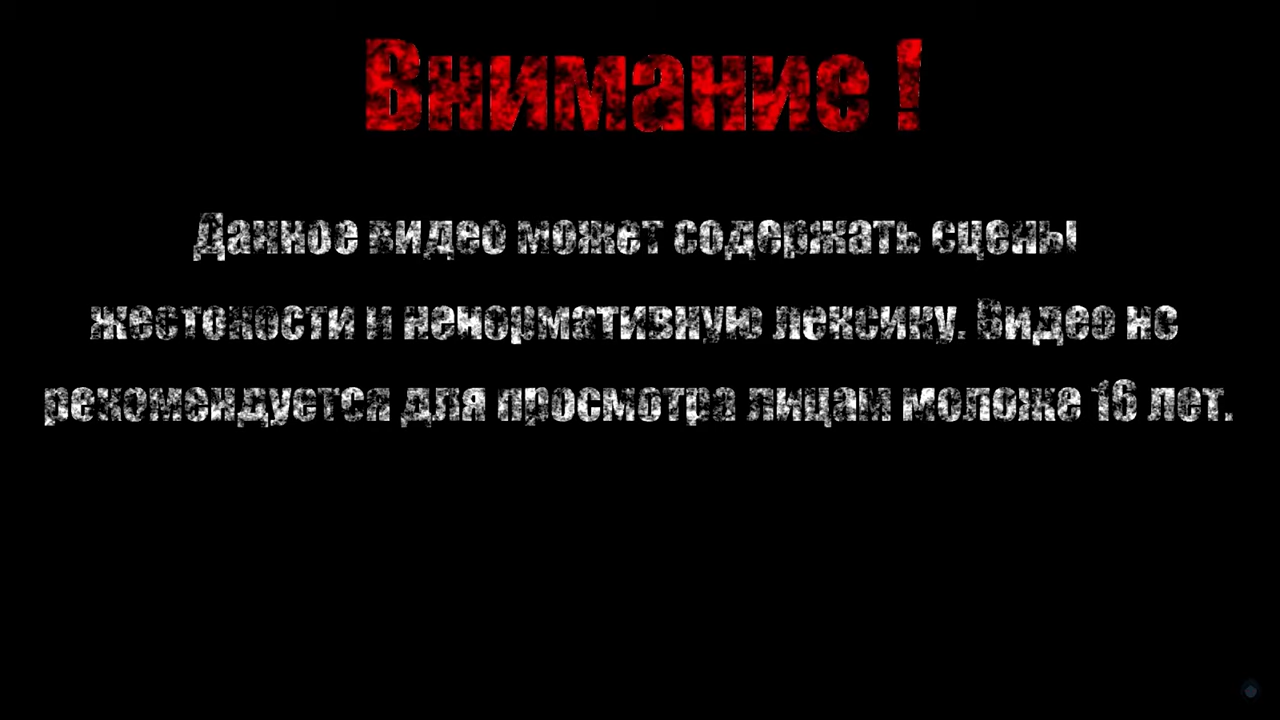 Внимание !
Данное видео может содержать сцены
жестокости и ненормативную лексику. Видео не
рекомендуется для просмотра лицам моложе 16 лет.